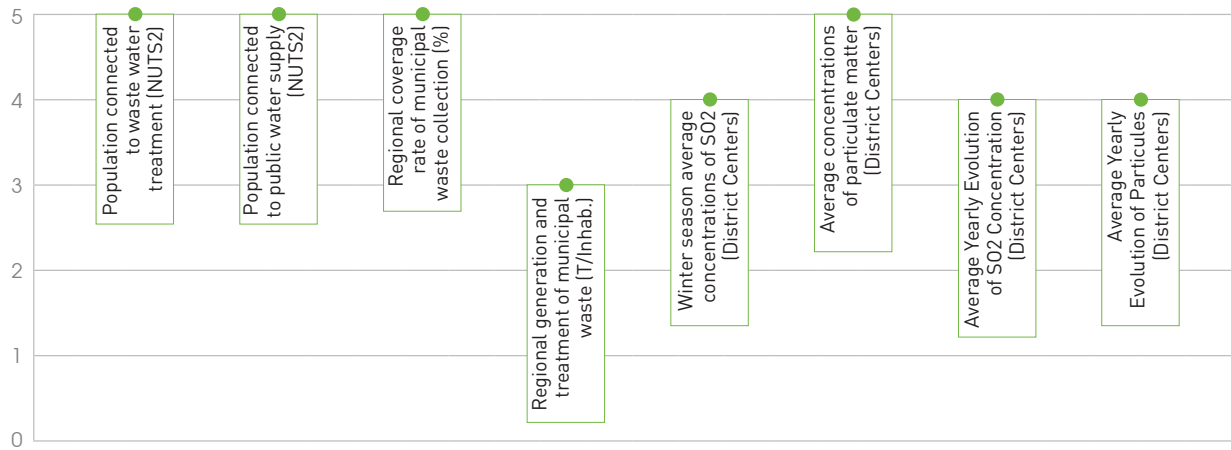 5
4
3
2
1
0
Population connected
to waste water
treatment (NUTS2)
Population connected
to public water supply
(NUTS2)
Regional coverage
rate of municipal
waste collection (%)
Regional generation and
treatment of municipal
waste (T/Inhab.)
Winter season average
concentrations of SO2
(District Centers)
Average concentrations
of particulate matter
(District Centers)
Average Yearly Evolution
of SO2 Concentration
(District Centers)
Average Yearly
Evolution of Particules
(District Centers)